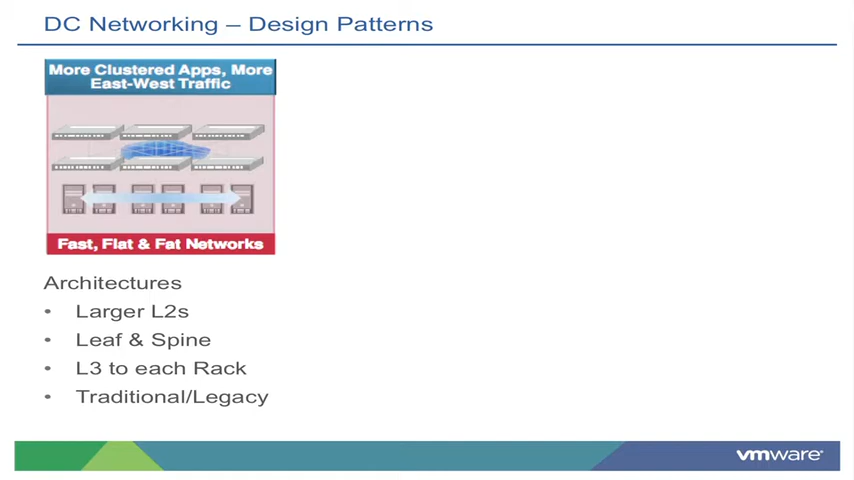 DC Networking – Design Patterns
More Clustered Apps, More
East-West Traffic
Fast, Flat & Fat Networks
Architectures
• Larger L2s
• Leaf & Spine
• L3 to each Rack
• Traditional/Legacy
vmware®